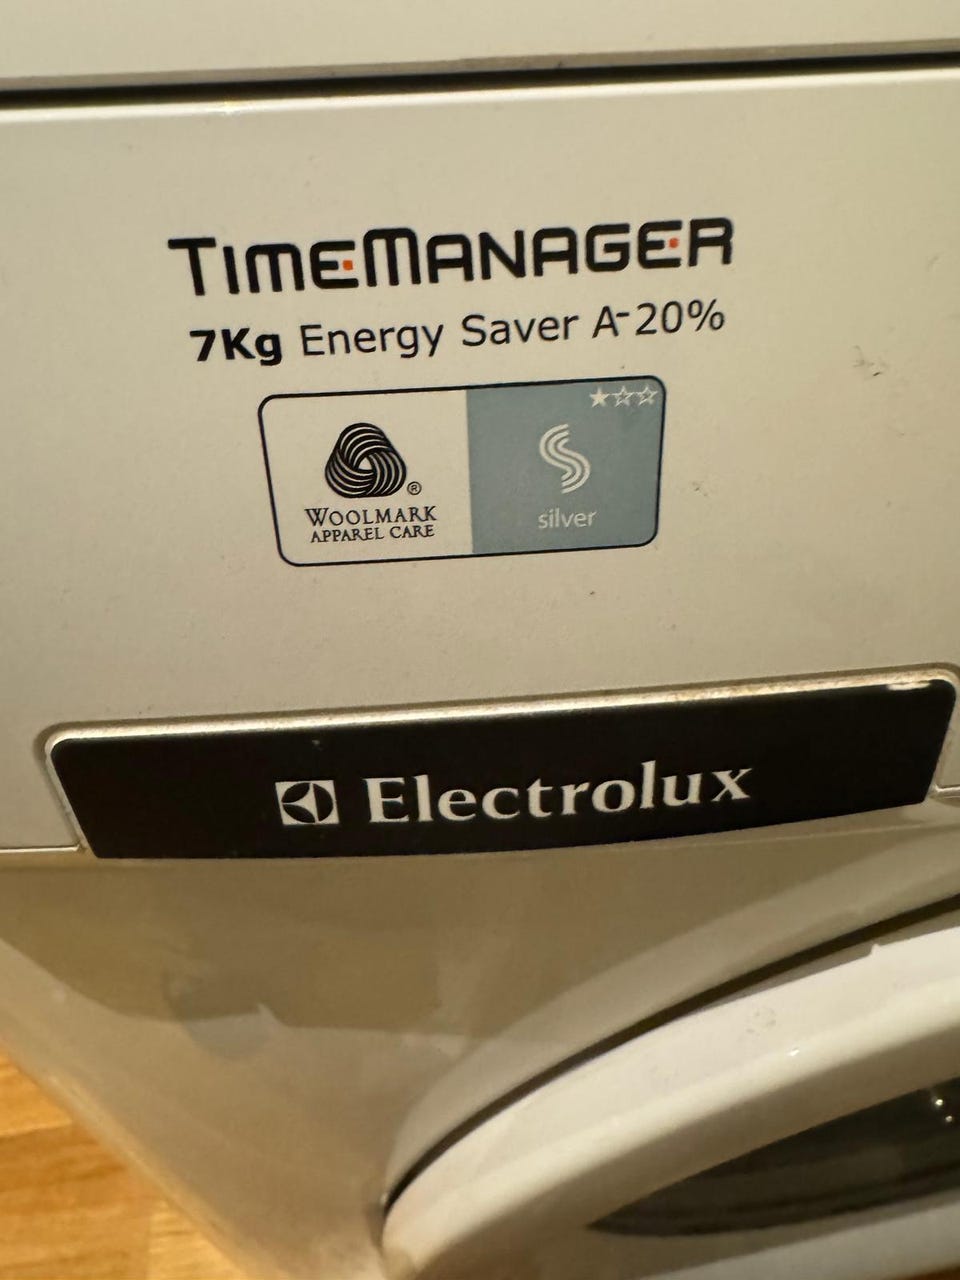 TIMEMANAGER
7Kg Energy Saver A-20%
WOOLMARK®
APPAREL CARE
silver
Electrolux